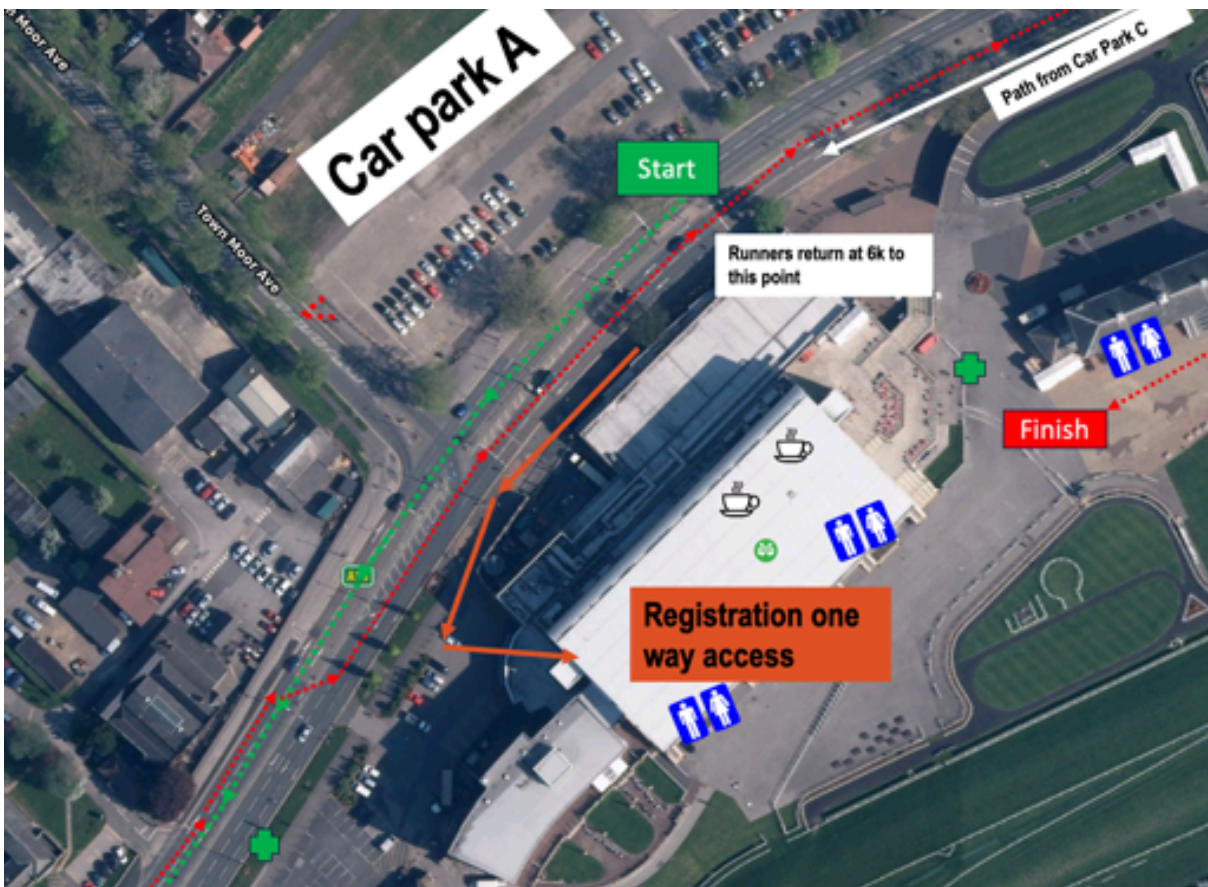 n Moor Ave
Car park A
Path from Car Park C
Start
Town Moor Ave
Runners return at 6k to
this point
Finish
Registration one
way access